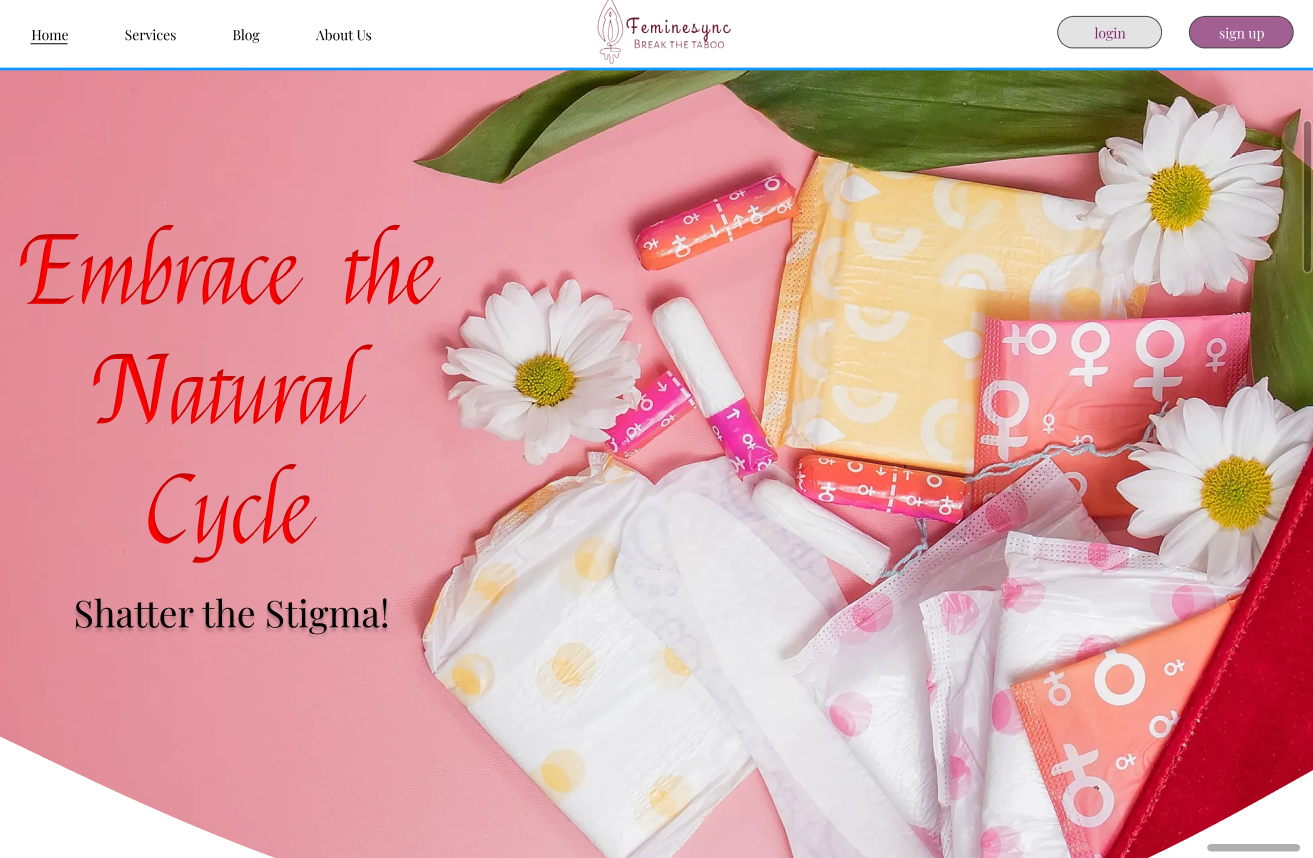 Home
Services
Blog
About Us
Feminesync
BREAK THE TABOO
login
sign up
Embrace the
Natural
Cycle
Shatter the Stigma!